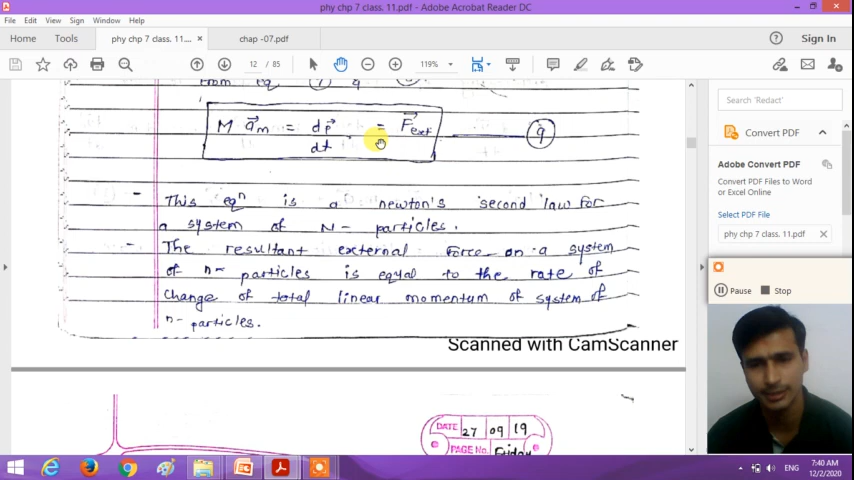 phy chp 7 class. 11.pdf - Adobe Acrobat Reader DC
File Edit View Sign Window Help
Home Tools phy chp 7 class. 11.... × chap -07.pdf Sign In
12 / 85 119%
From eqn 7
M a⃗m = dp⃗/dt = F⃗ext ——— 9
- This eqn is a newton's second law for
a system of N- particles.
- The resultant external force on a system
of n- particles is equal to the rate of
change of total linear momentum of system of
n- particles.
Scanned with CamScanner
DATE 27 09 19
PAGE No. Friday
Search 'Redact'
Convert PDF
Adobe Convert PDF
Convert PDF Files to Word
or Excel Online
Select PDF File
phy chp 7 class. 11.pdf ×
Pause Stop
ENG 7:40 AM
12/2/2020